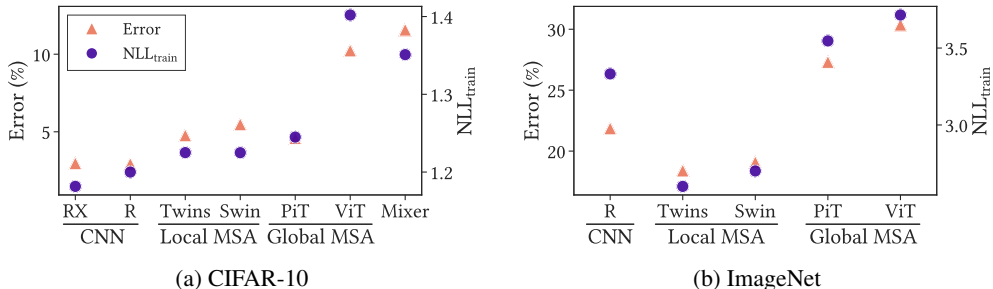 Error (%)
10
5
Error
NLL_train
1.4
1.3
1.2
NLL_train
RX R Twins Swin PiT ViT Mixer
CNN Local MSA Global MSA
(a) CIFAR-10
Error (%)
30
25
20
3.5
3.0
NLL_train
R Twins Swin PiT ViT
CNN Local MSA Global MSA
(b) ImageNet